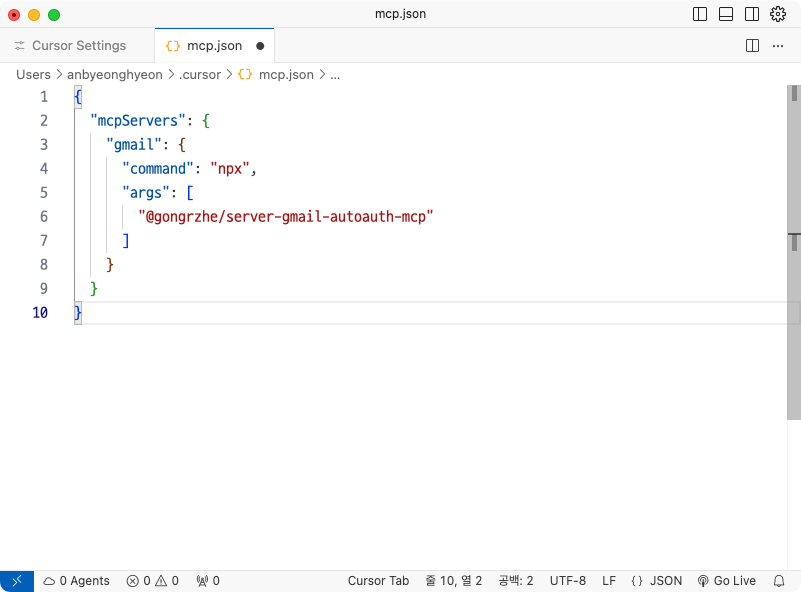 mcp.json
Cursor Settings
{} mcp.json ●
Users > anbyeonghyeon > .cursor > {} mcp.json > ...
1 {
2 "mcpServers": {
3 "gmail": {
4 "command": "npx",
5 "args": [
6 "@gongrzhe/server-gmail-autoauth-mcp"
7 ]
8 }
9 }
10 }
0 Agents 0 0 0 Cursor Tab 줄 10, 열 2 공백: 2 UTF-8 LF {} JSON Go Live